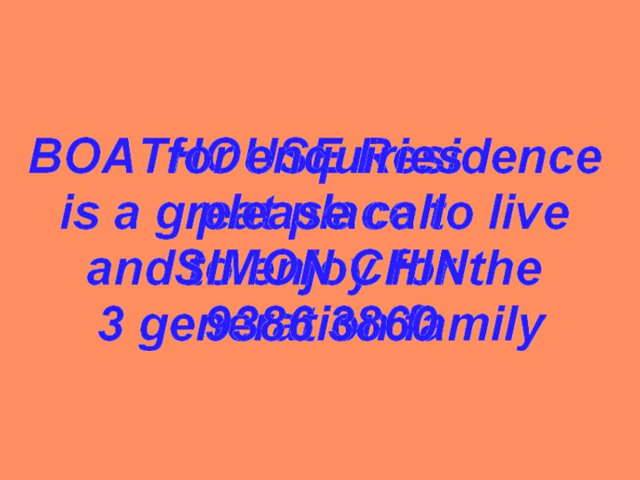 BOATHOUSE Residence
is a great place to live
and to enjoy for the
3 generation family
for enquiries
please call
SIMON CHIN
9386 3860